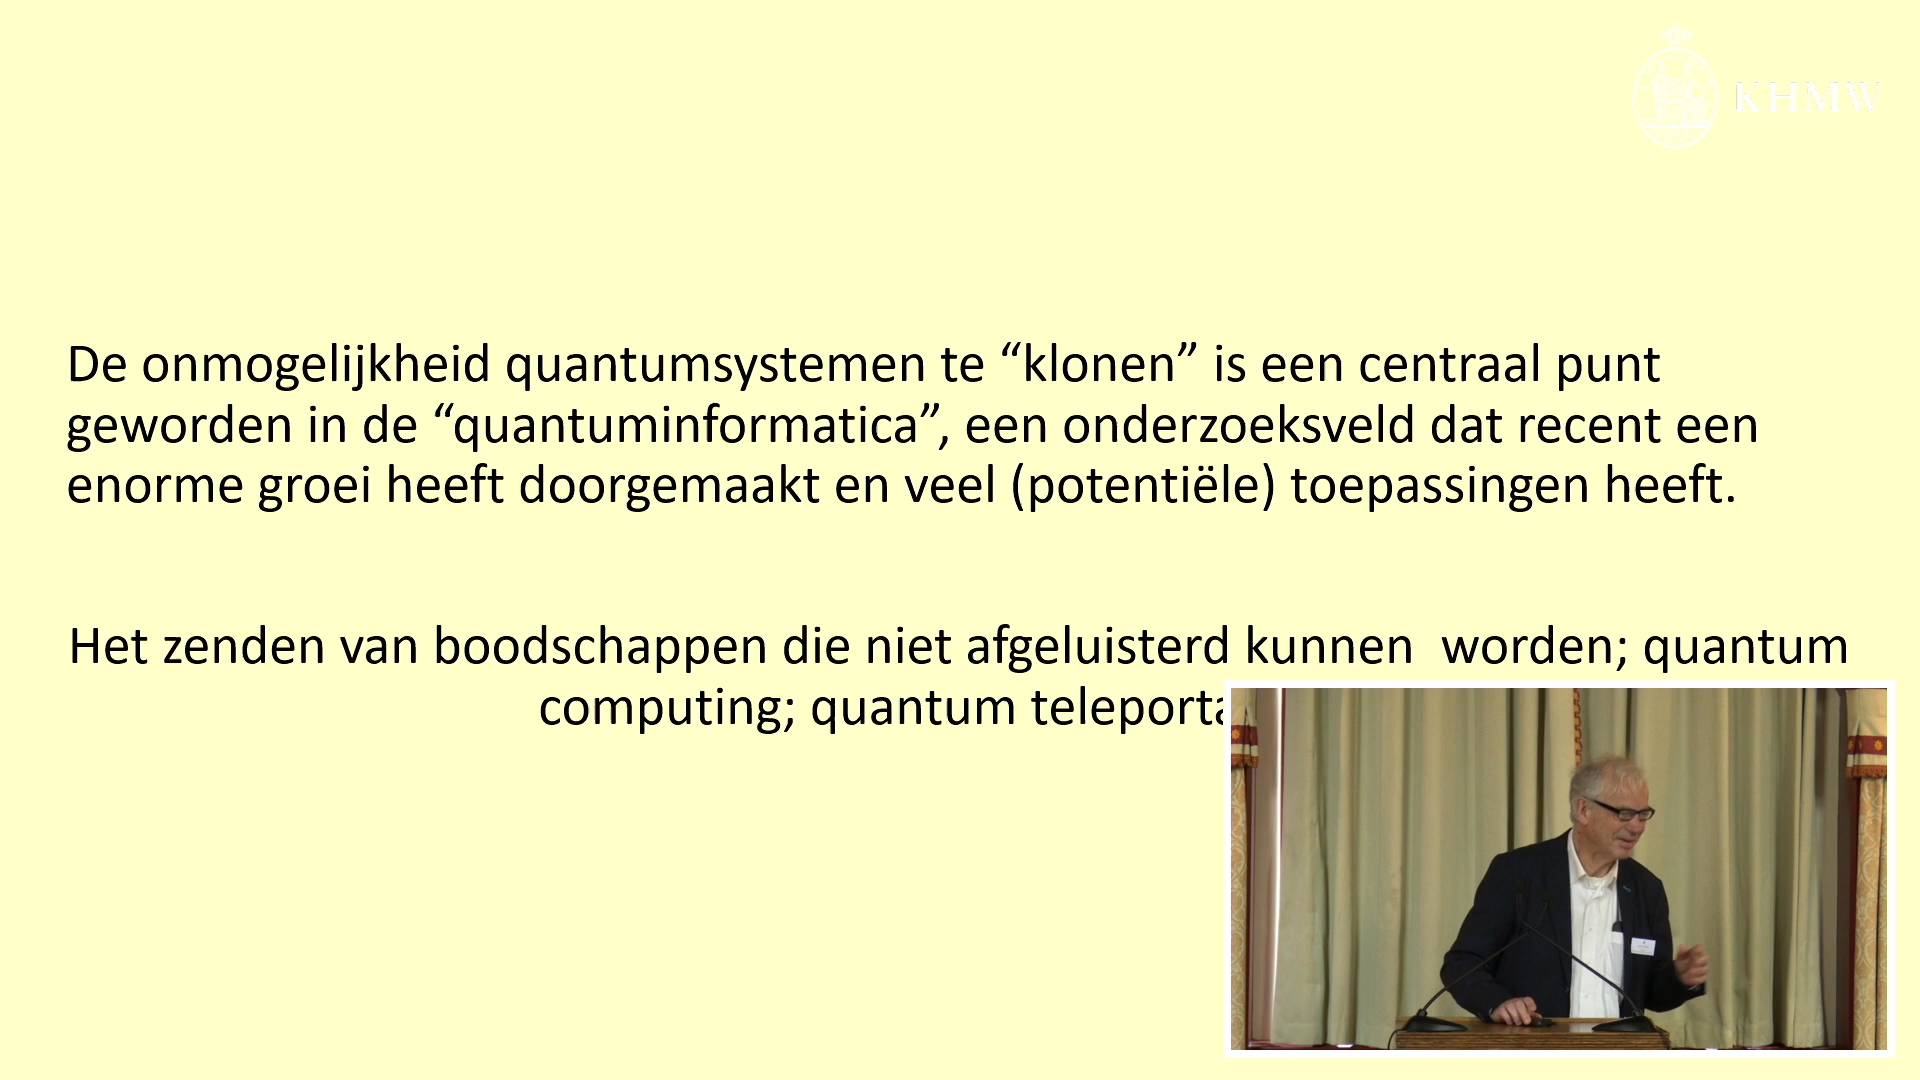 KHMW
De onmogelijkheid quantumsystemen te “klonen” is een centraal punt
geworden in de “quantuminformatica”, een onderzoeksveld dat recent een
enorme groei heeft doorgemaakt en veel (potentiële) toepassingen heeft.
Het zenden van boodschappen die niet afgeluisterd kunnen  worden; quantum
computing; quantum